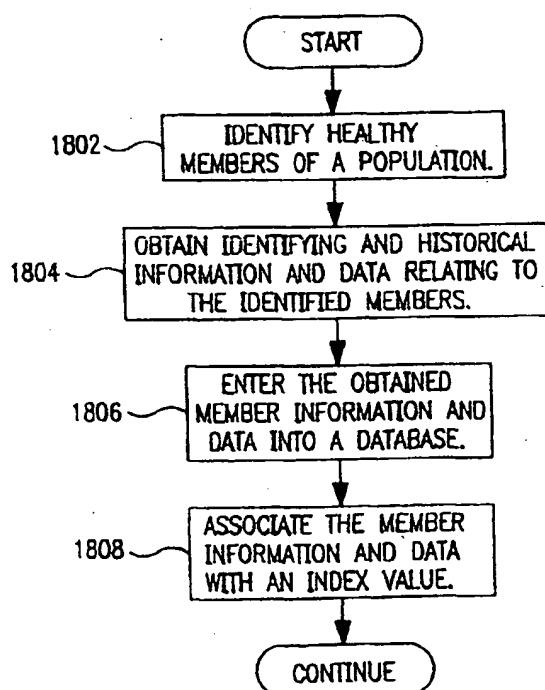 START
1802
IDENTIFY HEALTHY
MEMBERS OF A POPULATION.
1804
OBTAIN IDENTIFYING AND HISTORICAL
INFORMATION AND DATA RELATING TO
THE IDENTIFIED MEMBERS.
1806
ENTER THE OBTAINED
MEMBER INFORMATION AND
DATA INTO A DATABASE.
1808
ASSOCIATE THE MEMBER
INFORMATION AND DATA
WITH AN INDEX VALUE.
CONTINUE